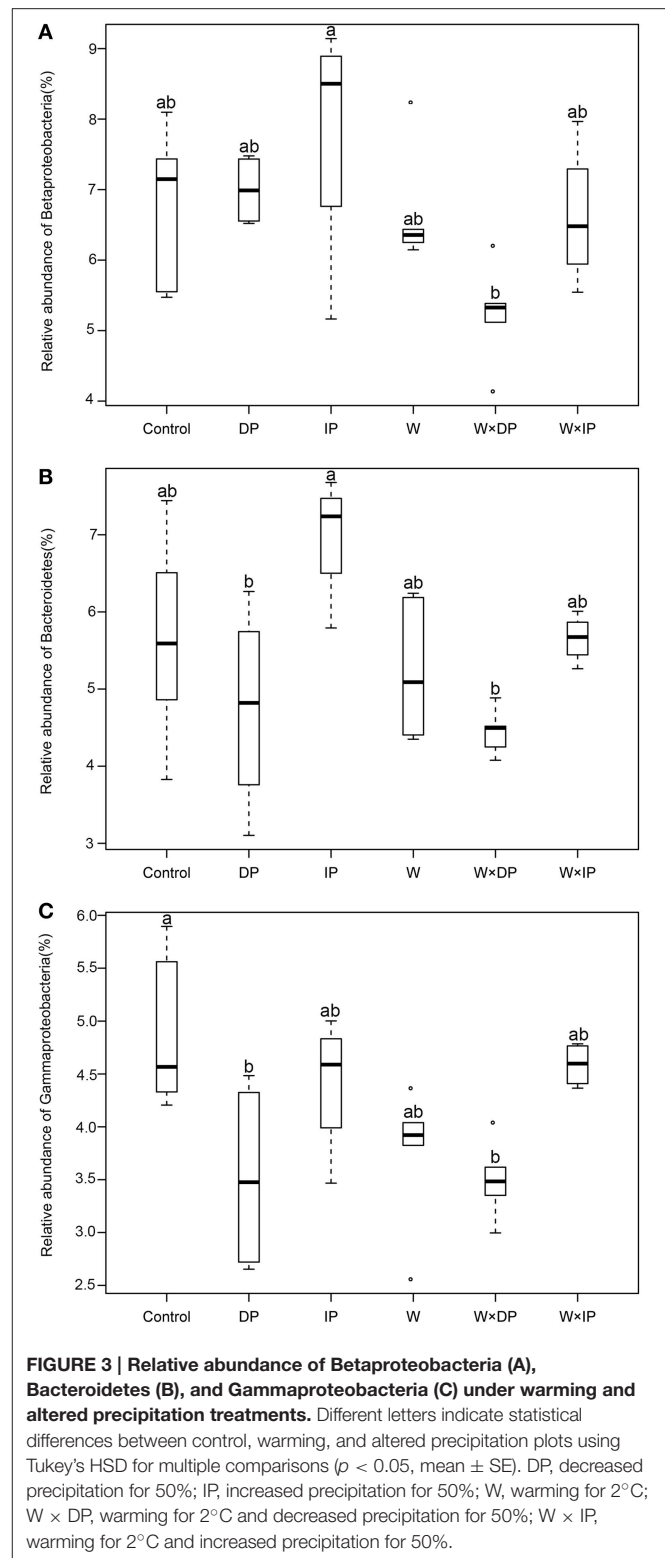 A
Relative abundance of Betaproteobacteria(%)
9
8
7
6
5
4
ab
ab
a
ab
b
ab
Control DP IP W W×DP W×IP
B
Relative abundance of Bacteroidetes(%)
7
6
5
4
3
ab
b
a
ab
b
ab
Control DP IP W W×DP W×IP
C
Relative abundance of Gammaproteobacteria(%)
6.0
5.5
5.0
4.5
4.0
3.5
3.0
2.5
a
b
ab
ab
b
ab
Control DP IP W W×DP W×IP
FIGURE 3 | Relative abundance of Betaproteobacteria (A),
Bacteroidetes (B), and Gammaproteobacteria (C) under warming and
altered precipitation treatments. Different letters indicate statistical
differences between control, warming, and altered precipitation plots using
Tukey's HSD for multiple comparisons (p < 0.05, mean ± SE). DP, decreased
precipitation for 50%; IP, increased precipitation for 50%; W, warming for 2°C;
W × DP, warming for 2°C and decreased precipitation for 50%; W × IP,
warming for 2°C and increased precipitation for 50%.